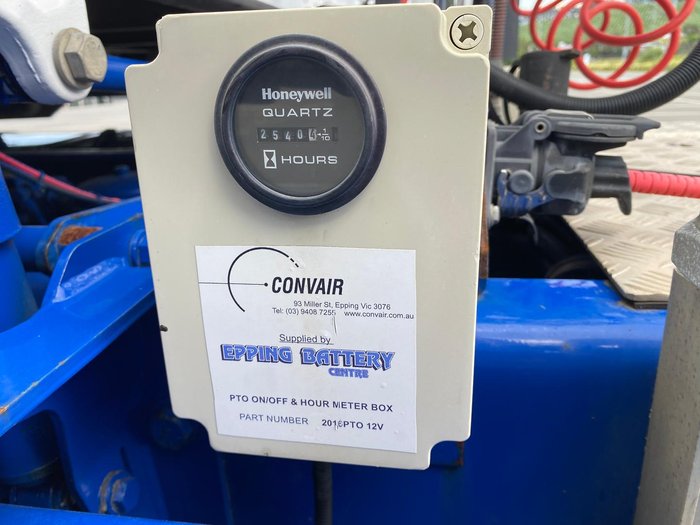 Honeywell
QUARTZ
2540 1/10
HOURS
CONVAIR
93 Miller St, Epping Vic 3076
Tel: (03) 9408 7255 www.convair.com.au
Supplied by
EPPING BATTERY
CENTRE
PTO ON/OFF & HOUR METER BOX
PART NUMBER 2016PTO 12V